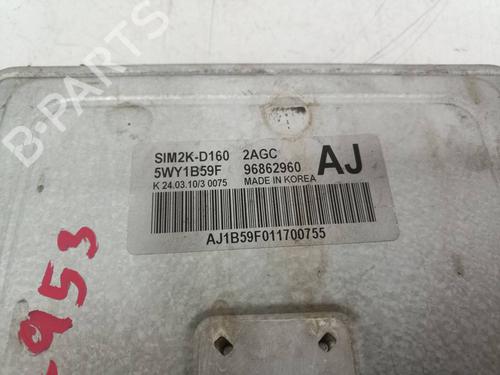 B-PARTS
SIM2K-D160 2AGC
5WY1B59F 96862960 AJ
K 24.03.10/3 0075 MADE IN KOREA
AJ1B59F011700755
953